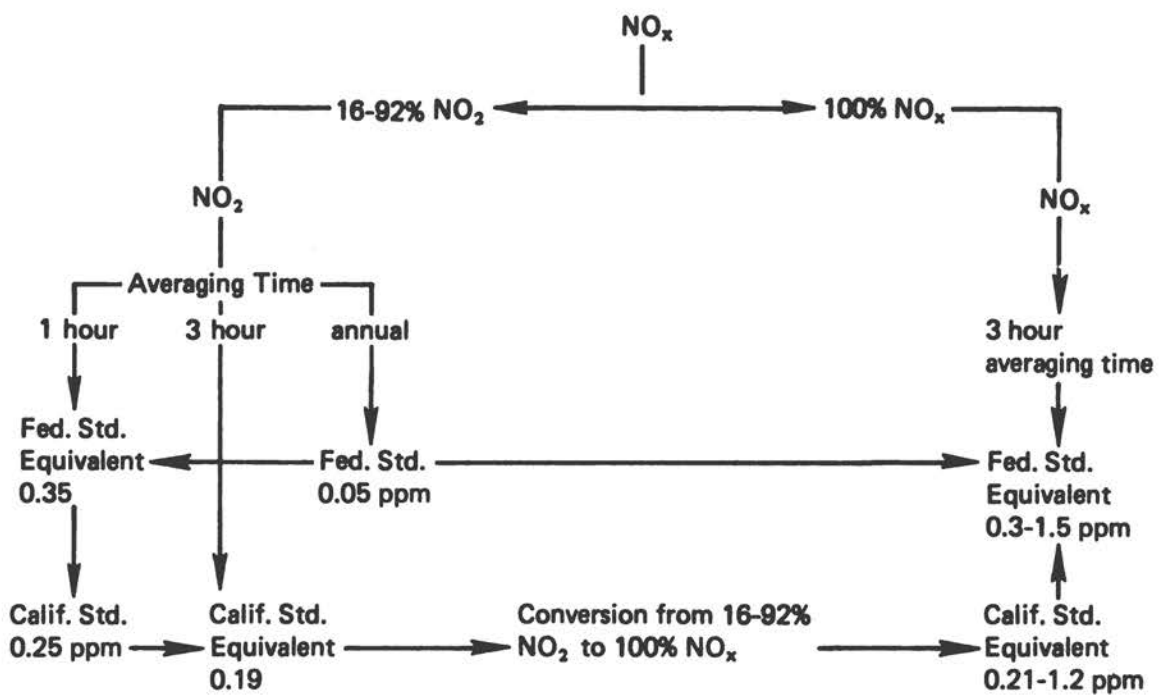 NOₓ
16-92% NO₂
100% NOₓ
NO₂
NOₓ
Averaging Time
1 hour
3 hour
annual
3 hour
averaging time
Fed. Std.
Equivalent
0.35
Fed. Std.
0.05 ppm
Fed. Std.
Equivalent
0.3-1.5 ppm
Calif. Std.
0.25 ppm
Calif. Std.
Equivalent
0.19
Conversion from 16-92%
NO₂ to 100% NOₓ
Calif. Std.
Equivalent
0.21-1.2 ppm